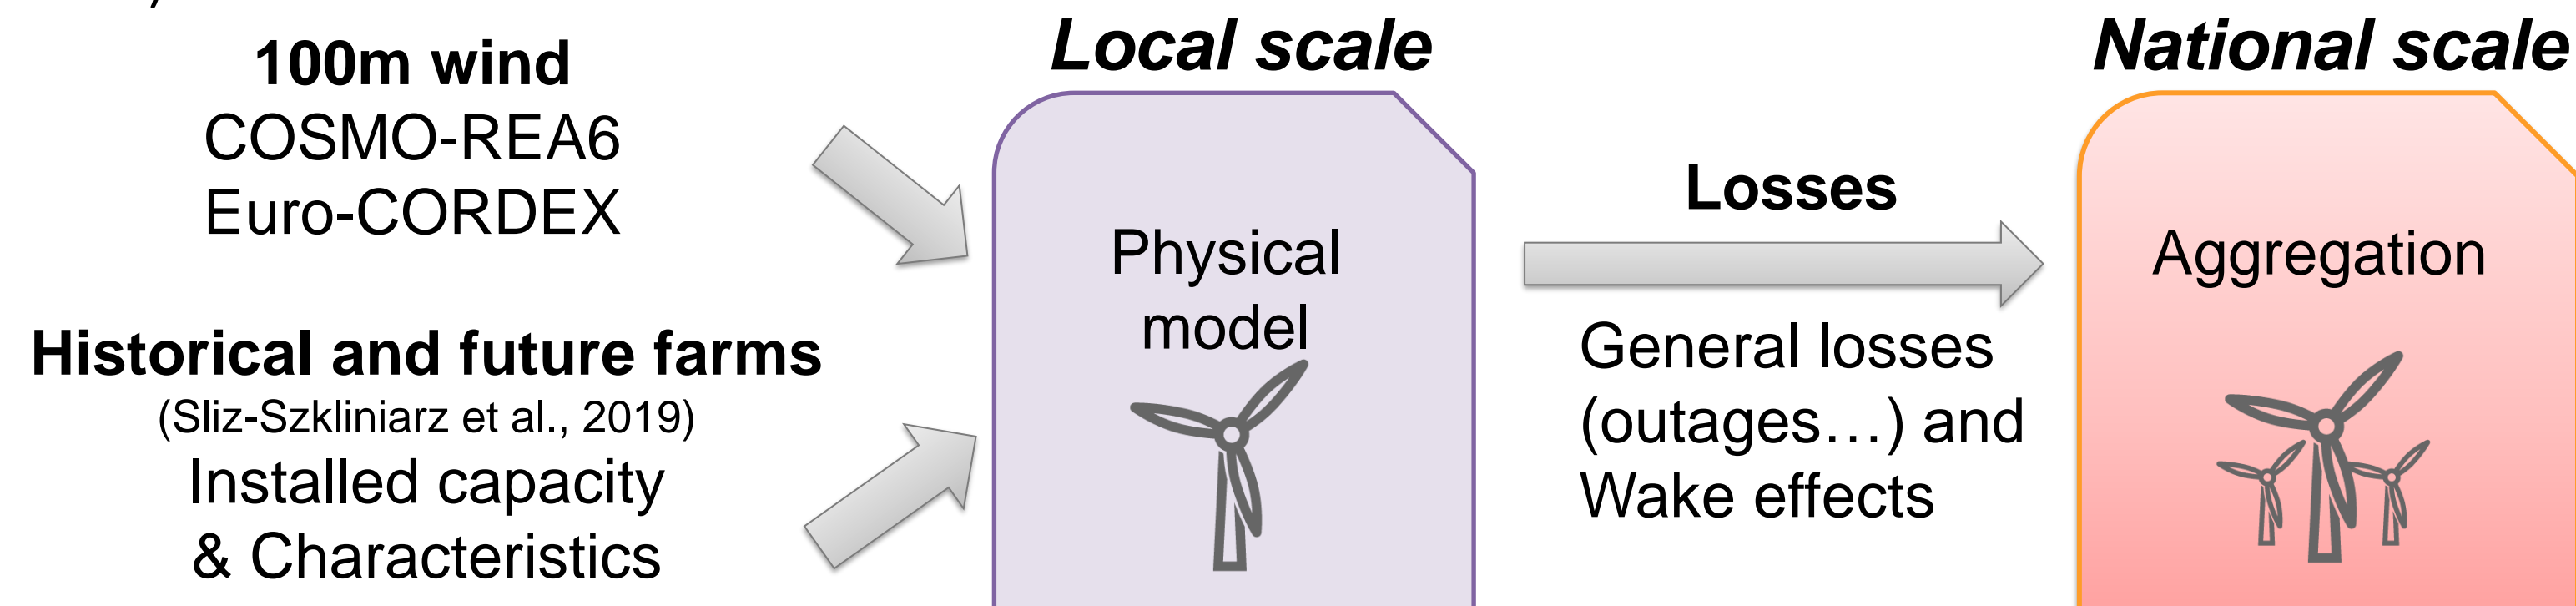 100m wind
COSMO-REA6
Euro-CORDEX
Historical and future farms
(Sliz-Szkliniarz et al., 2019)
Installed capacity
& Characteristics
Local scale
Physical
model
Losses
General losses
(outages…) and
Wake effects
National scale
Aggregation